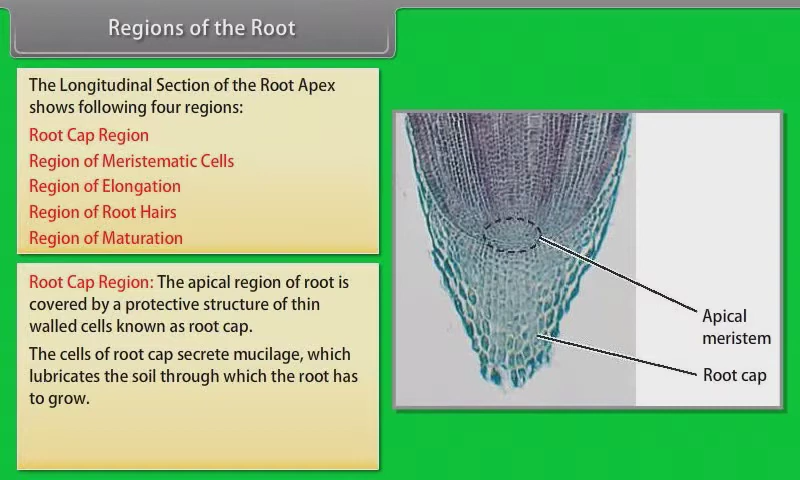 Regions of the Root
The Longitudinal Section of the Root Apex
shows following four regions:
Root Cap Region
Region of Meristematic Cells
Region of Elongation
Region of Root Hairs
Region of Maturation
Root Cap Region: The apical region of root is
covered by a protective structure of thin
walled cells known as root cap.
The cells of root cap secrete mucilage, which
lubricates the soil through which the root has
to grow.
Apical
meristem
Root cap